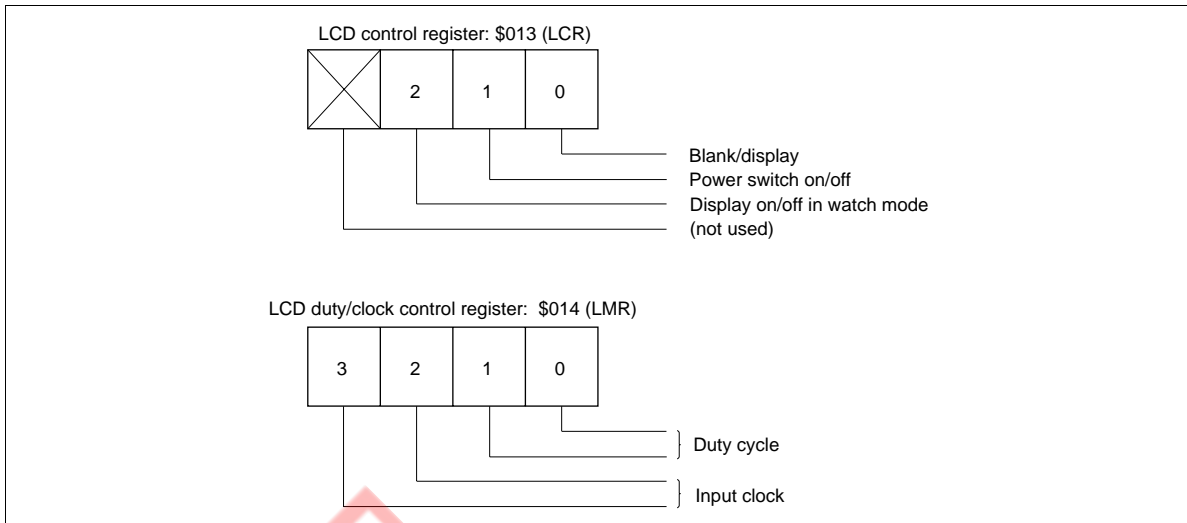 LCD control register: $013 (LCR)
2 1 0
Blank/display
Power switch on/off
Display on/off in watch mode
(not used)
LCD duty/clock control register: $014 (LMR)
3 2 1 0
Duty cycle
Input clock